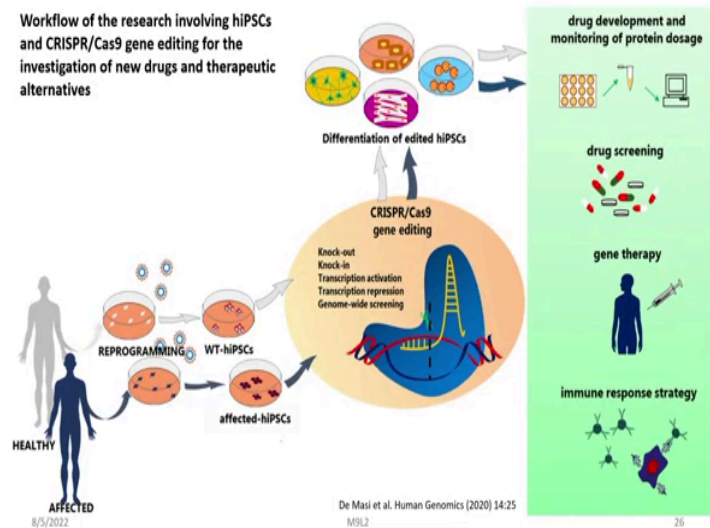 Workflow of the research involving hiPSCs
and CRISPR/Cas9 gene editing for the
investigation of new drugs and therapeutic
alternatives
drug development and
monitoring of protein dosage
Differentiation of edited hiPSCs
drug screening
CRISPR/Cas9
gene editing
Knock-out
Knock-in
Transcription activation
Transcription repression
Genome-wide screening
gene therapy
REPROGRAMMING
WT-hiPSCs
affected-hiPSCs
immune response strategy
HEALTHY
AFFECTED
De Masi et al. Human Genomics (2020) 14:25
8/5/2022
M9L2
26